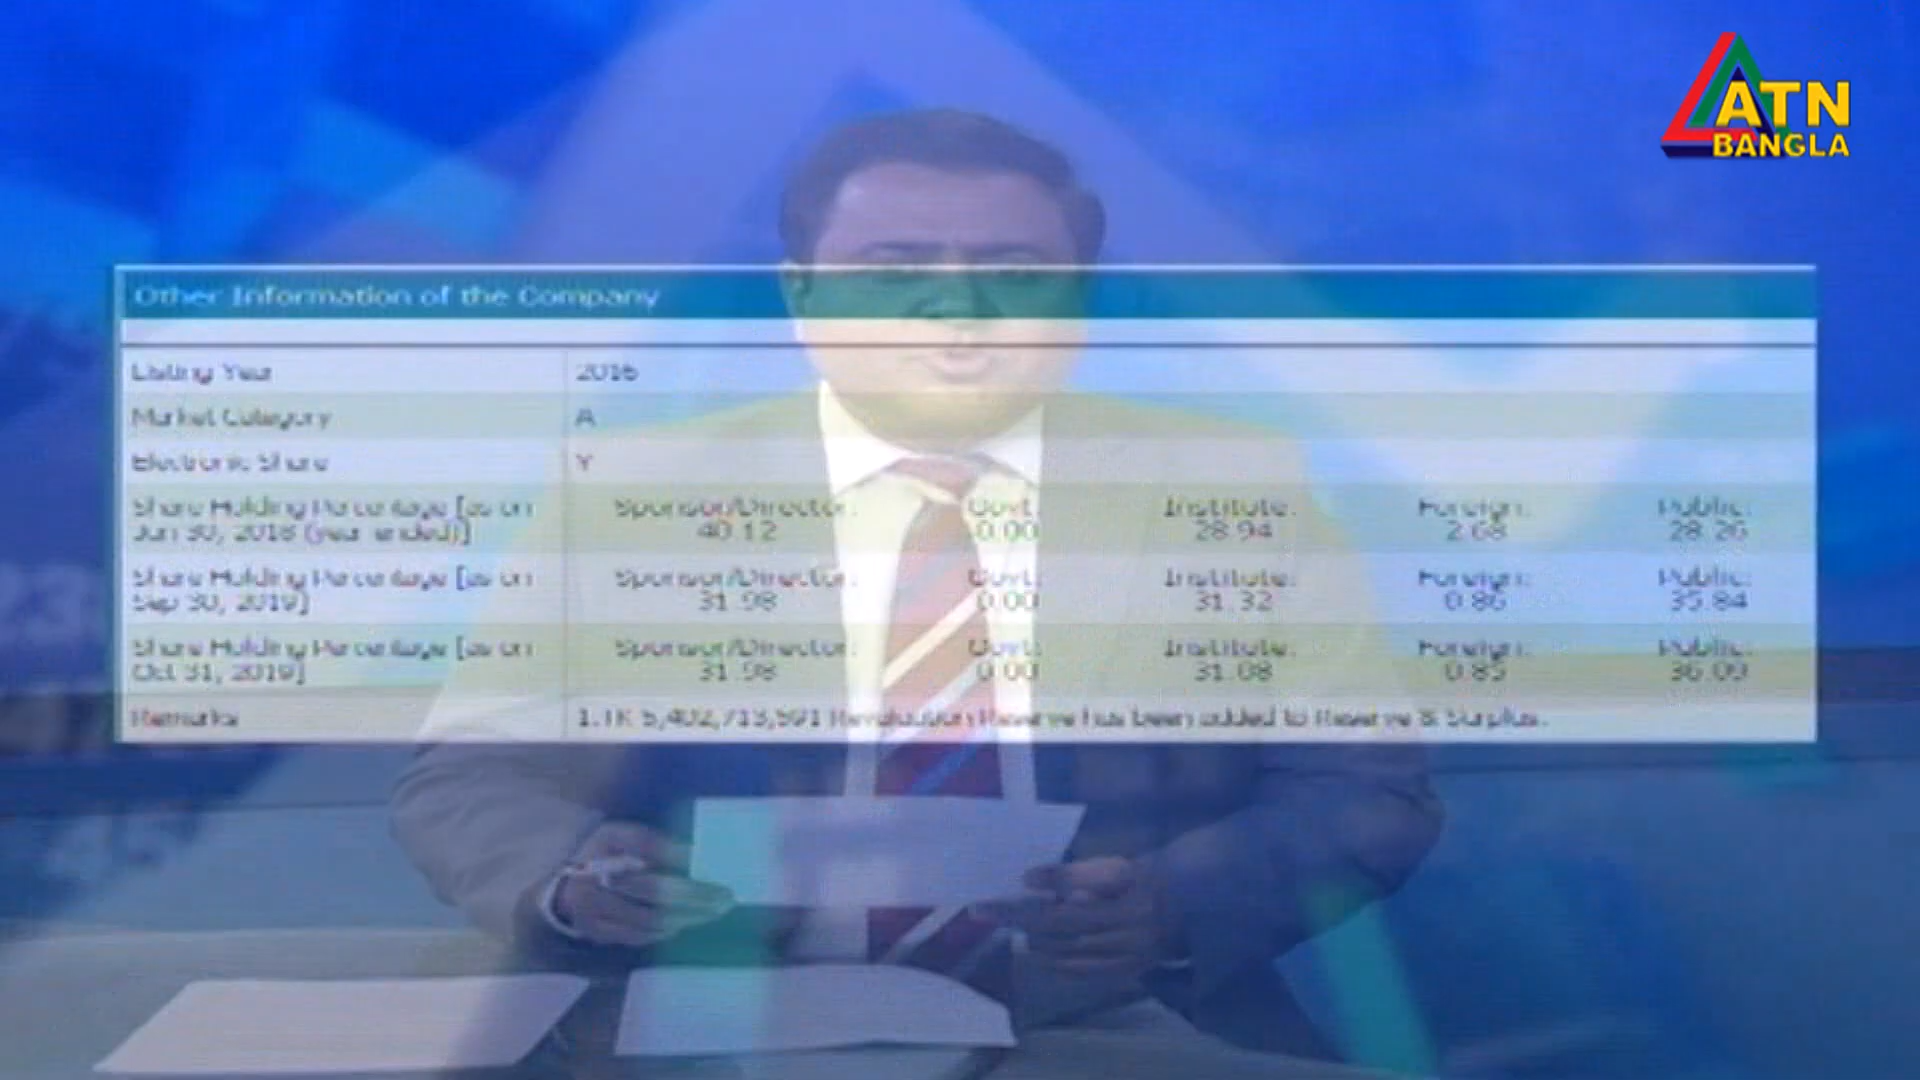 ATN
BANGLA
Other Information of the Company
Listing Year 2016
Market Category A
Electronic Share Y
Share Holding Percentage [as on Sponsor/Director: Govt: Institute: Foreign: Public:
Jun 30, 2018 (year ended)] 40.12 0.00 28.94 2.68 28.26
Share Holding Percentage [as on Sponsor/Director: Govt: Institute: Foreign: Public:
Sep 30, 2019] 31.98 0.00 31.32 0.86 35.84
Share Holding Percentage [as on Sponsor/Director: Govt: Institute: Foreign: Public:
Oct 31, 2019] 31.98 0.00 31.08 0.85 36.09
Remarks 1.TK Revaluation Reserve has been added to Reserve & Surplus.